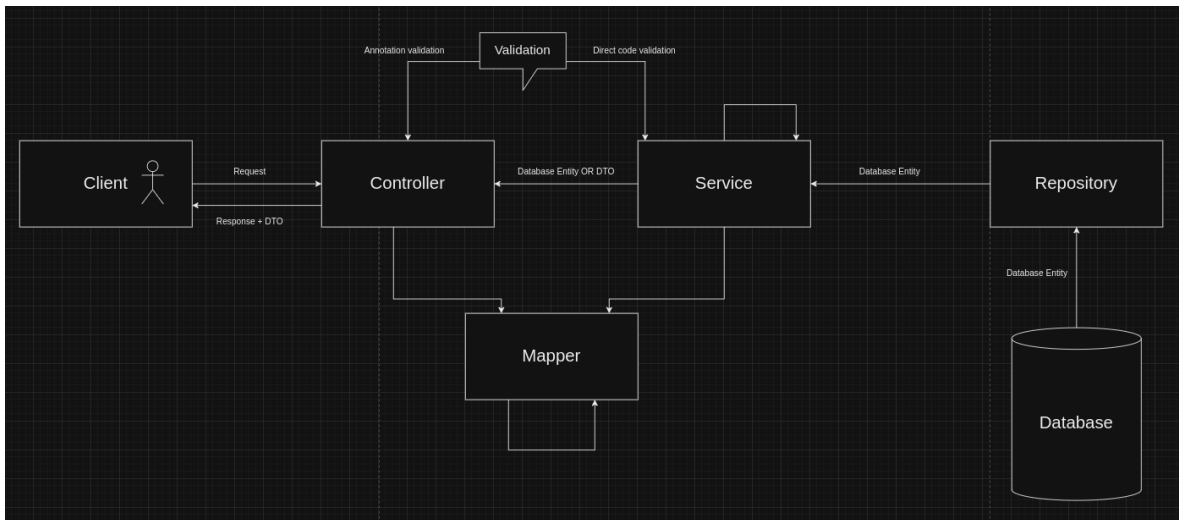 Annotation validation
Validation
Direct code validation
Client
Request
Response + DTO
Controller
Database Entity OR DTO
Service
Database Entity
Repository
Database Entity
Mapper
Database